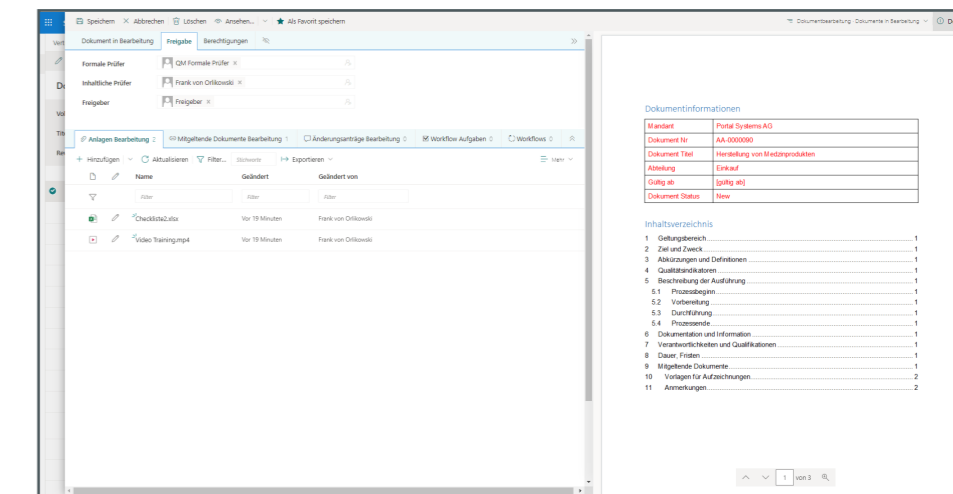 Speichern Abbrechen Löschen Ansehen... Als Favorit speichern
Dokumentbearbeitung - Dokumente in Bearbeitung
Dokument in Bearbeitung Freigabe Berechtigungen
Formale Prüfer QM Formale Prüfer ×
Inhaltliche Prüfer Frank von Orlikowski ×
Freigeber Freigeber ×
Anlagen Bearbeitung 2 Mitgeltende Dokumente Bearbeitung 1 Änderungsanträge Bearbeitung 0 Workflow Aufgaben 0 Workflows 0
+ Hinzufügen Aktualisieren Filter... Stichworte Exportieren Mehr
Name Geändert Geändert von
Filter Filter Filter
Checkliste2.xlsx Vor 19 Minuten Frank von Orlikowski
Video Training.mp4 Vor 19 Minuten Frank von Orlikowski
Dokumentinformationen
Mandant Portal Systems AG
Dokument Nr AA-0000090
Dokument Titel Herstellung von Medzinprodukten
Abteilung Einkauf
Gültig ab [gültig ab]
Dokument Status New
Inhaltsverzeichnis
1 Geltungsbereich 1
2 Ziel und Zweck 1
3 Abkürzungen und Definitionen 1
4 Qualitätsindikatoren 1
5 Beschreibung der Ausführung 1
5.1 Prozessbeginn 1
5.2 Vorbereitung 1
5.3 Durchführung 1
5.4 Prozessende 1
6 Dokumentation und Information 1
7 Verantwortlichkeiten und Qualifikationen 1
8 Dauer, Fristen 1
9 Mitgeltende Dokumente 1
10 Vorlagen für Aufzeichnungen 2
11 Anmerkungen 2
1 von 3